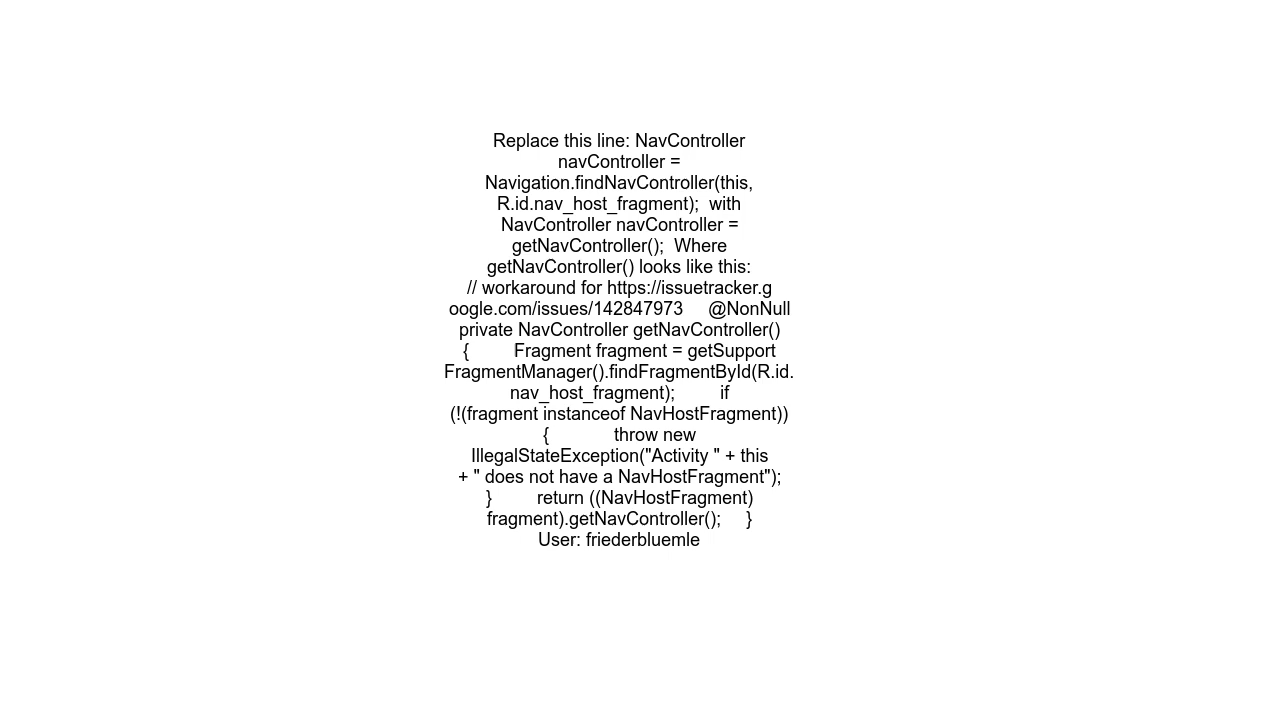 Replace this line: NavController
navController =
Navigation.findNavController(this,
R.id.nav_host_fragment);  with
NavController navController =
getNavController();  Where
getNavController() looks like this:
// workaround for https://issuetracker.g
oogle.com/issues/142847973     @NonNull
private NavController getNavController()
{         Fragment fragment = getSupport
FragmentManager().findFragmentById(R.id.
nav_host_fragment);         if
(!(fragment instanceof NavHostFragment))
{             throw new
IllegalStateException("Activity " + this
+ " does not have a NavHostFragment");
}         return ((NavHostFragment)
fragment).getNavController();     }
User: friederbluemle